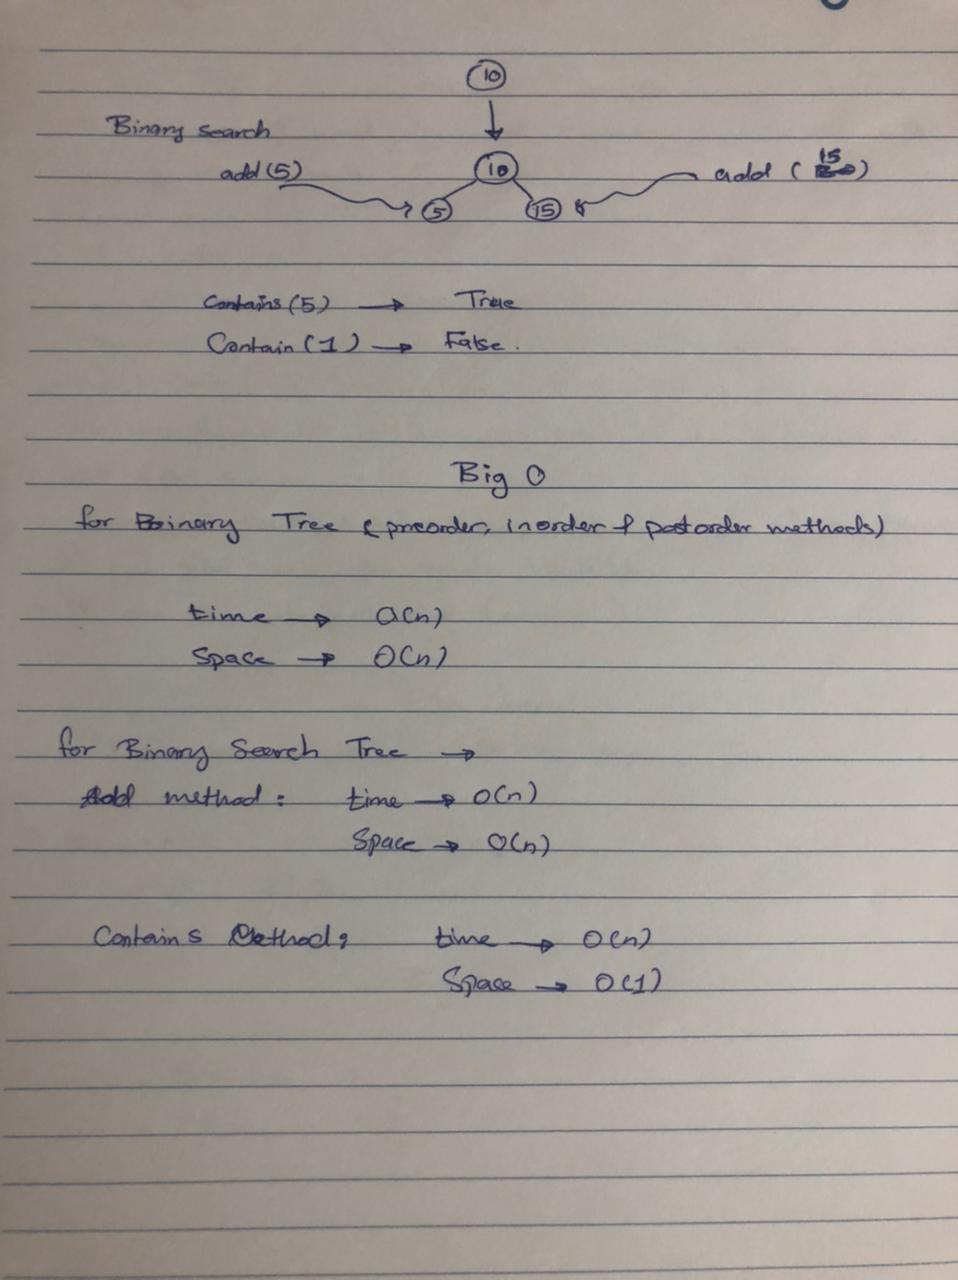 10
Binary search
add(5)
10
add (15)
5
15
Contains (5) → True
Contain (1) → False.
Big O
for Binary Tree ( preorder, inorder & postorder methods)
time → O(n)
Space → O(n)
for Binary Search Tree →
Add method: time → O(n)
Space → O(n)
Contains Method: time → O(n)
Space → O(1)